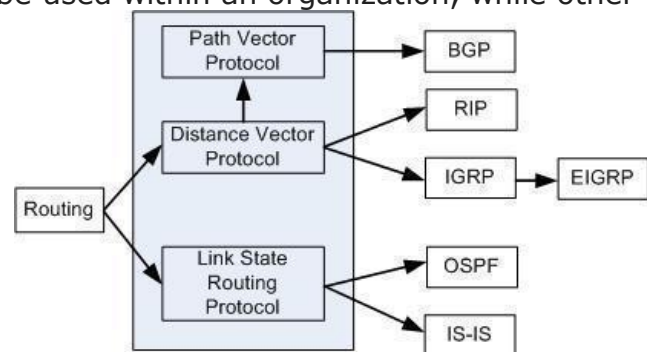 be used within an organization, while other
Path Vector
Protocol
BGP
Distance Vector
Protocol
RIP
IGRP
EIGRP
Routing
Link State
Routing
Protocol
OSPF
IS-IS